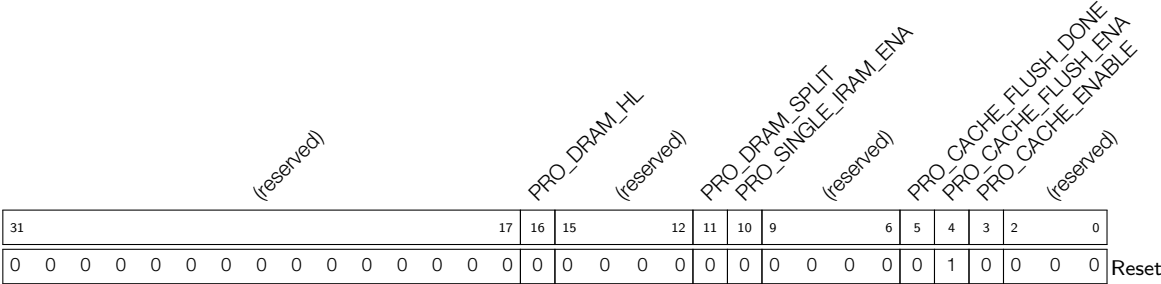 (reserved)
PRO_DRAM_HL
(reserved)
PRO_DRAM_SPLIT
PRO_SINGLE_IRAM_ENA
(reserved)
PRO_CACHE_FLUSH_DONE
PRO_CACHE_FLUSH_ENA
PRO_CACHE_ENABLE
(reserved)
31 17 16 15 12 11 10 9 6 5 4 3 2 0
0 0 0 0 0 0 0 0 0 0 0 0 0 0 0 0 0 0 0 0 0 0 0 0 0 0 0 1 0 0 0 0 Reset